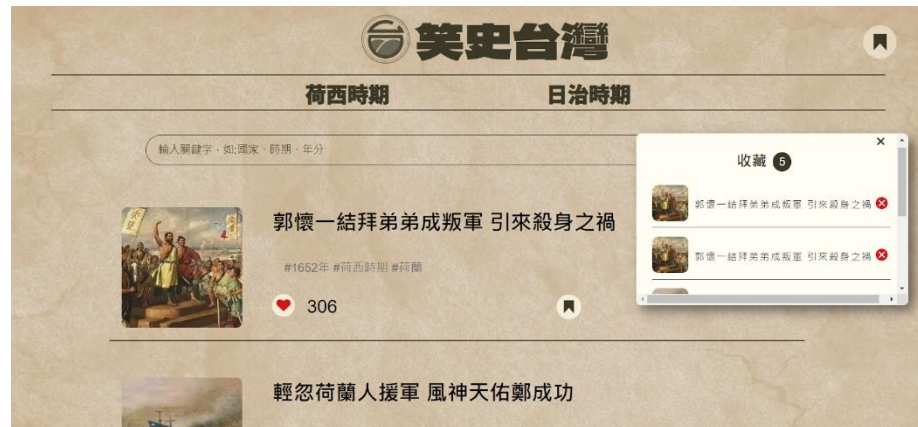 笑史台灣
荷西時期
日治時期
輸入關鍵字，如:國家、時期、年分
收藏 5
郭懷一結拜弟弟成叛軍 引來殺身之禍
郭懷一結拜弟弟成叛軍 引來殺身之禍
郭懷一結拜弟弟成叛軍 引來殺身之禍
#1652年 #荷西時期 #荷蘭
306
輕忽荷蘭人援軍 風神天佑鄭成功